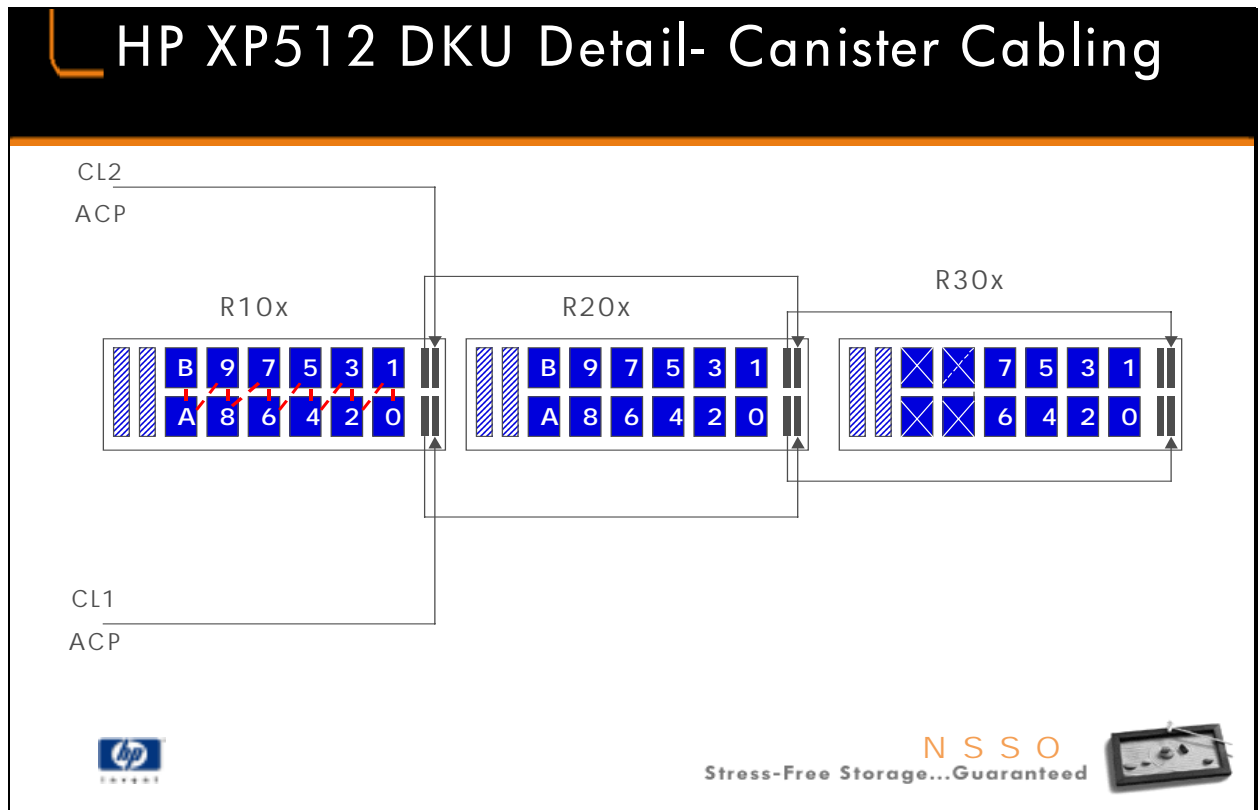 HP XP512 DKU Detail- Canister Cabling
CL2
ACP
R10x
R20x
R30x
B 9 7 5 3 1
A 8 6 4 2 0
B 9 7 5 3 1
A 8 6 4 2 0
7 5 3 1
6 4 2 0
CL1
ACP
hp
invent
NSSO
Stress-Free Storage...Guaranteed